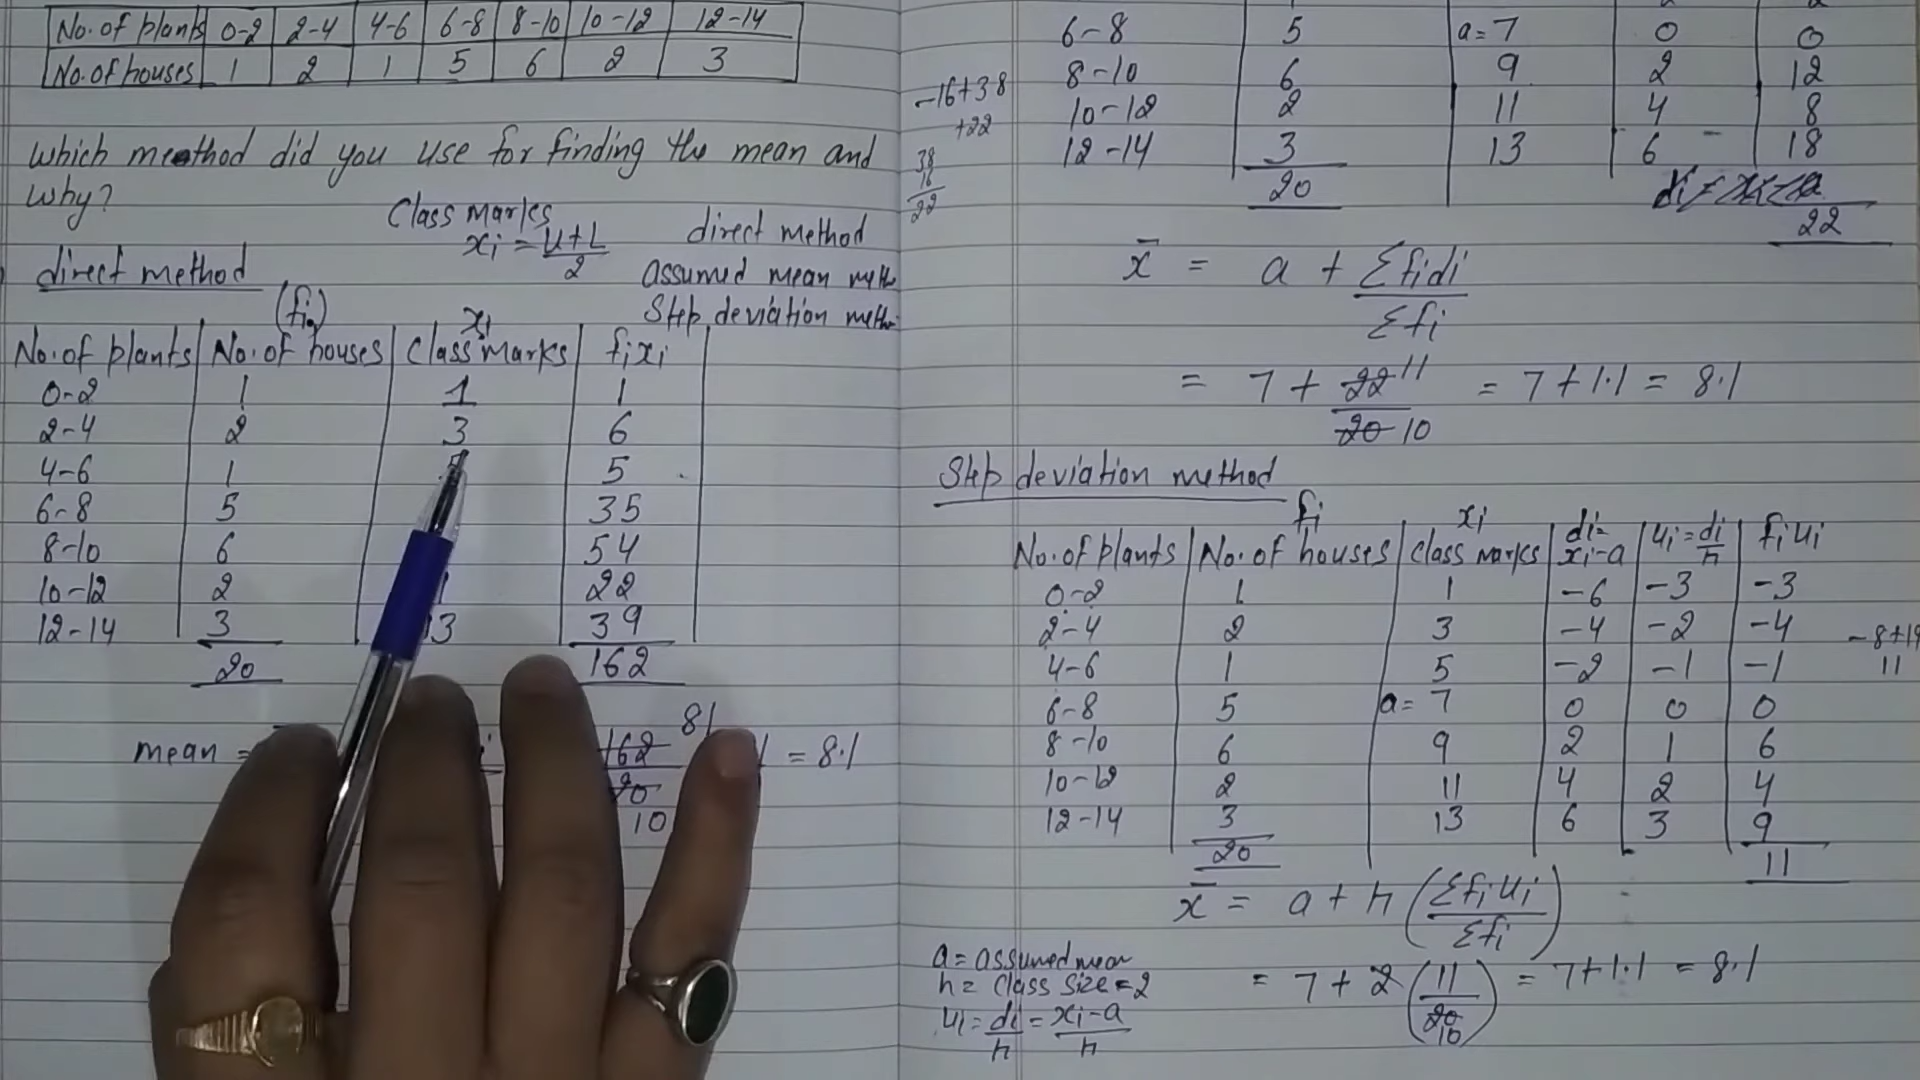 No. of plants 0-2 2-4 4-6 6-8 8-10 10-12 12-14
No. of houses 1 2 1 5 6 2 3
Which meathod did you use for finding the mean and
why?
Class marks
xi = U+L
2
direct method
assumed mean
Step deviation
direct method
(fi) xi
No. of plants No. of houses Class marks fixi
0-2 1 1 1
2-4 2 3 6
4-6 1 5
6-8 5 35
8-10 6 54
10-12 2 22
12-14 3 39
20 162
mean = 162 81 = 8.1
20
10
6-8 5 a=7 0 0
8-10 6 9 2 12
10-12 2 11 4 8
12-14 3 13 6 18
20
22
-16+38
+22
38
16
22
x̄ = a + Σfidi
Σfi
= 7 + 22 11 = 7+1.1 = 8.1
20 10
Step deviation method
fi xi
No. of plants No. of houses Class marks di= xi-a ui=di/h fiui
0-2 1 1 -6 -3 -3
2-4 2 3 -4 -2 -4
4-6 1 5 -2 -1 -1
6-8 5 a=7 0 0 0
8-10 6 9 2 1 6
10-12 2 11 4 2 4
12-14 3 13 6 3 9
20 11
-8+19
11
x̄ = a + h (Σfiui)
Σfi
a = assumed mean
h = class size = 2
ui = di = xi-a
h h
= 7 + 2 (11) = 7+1.1 = 8.1
20
10